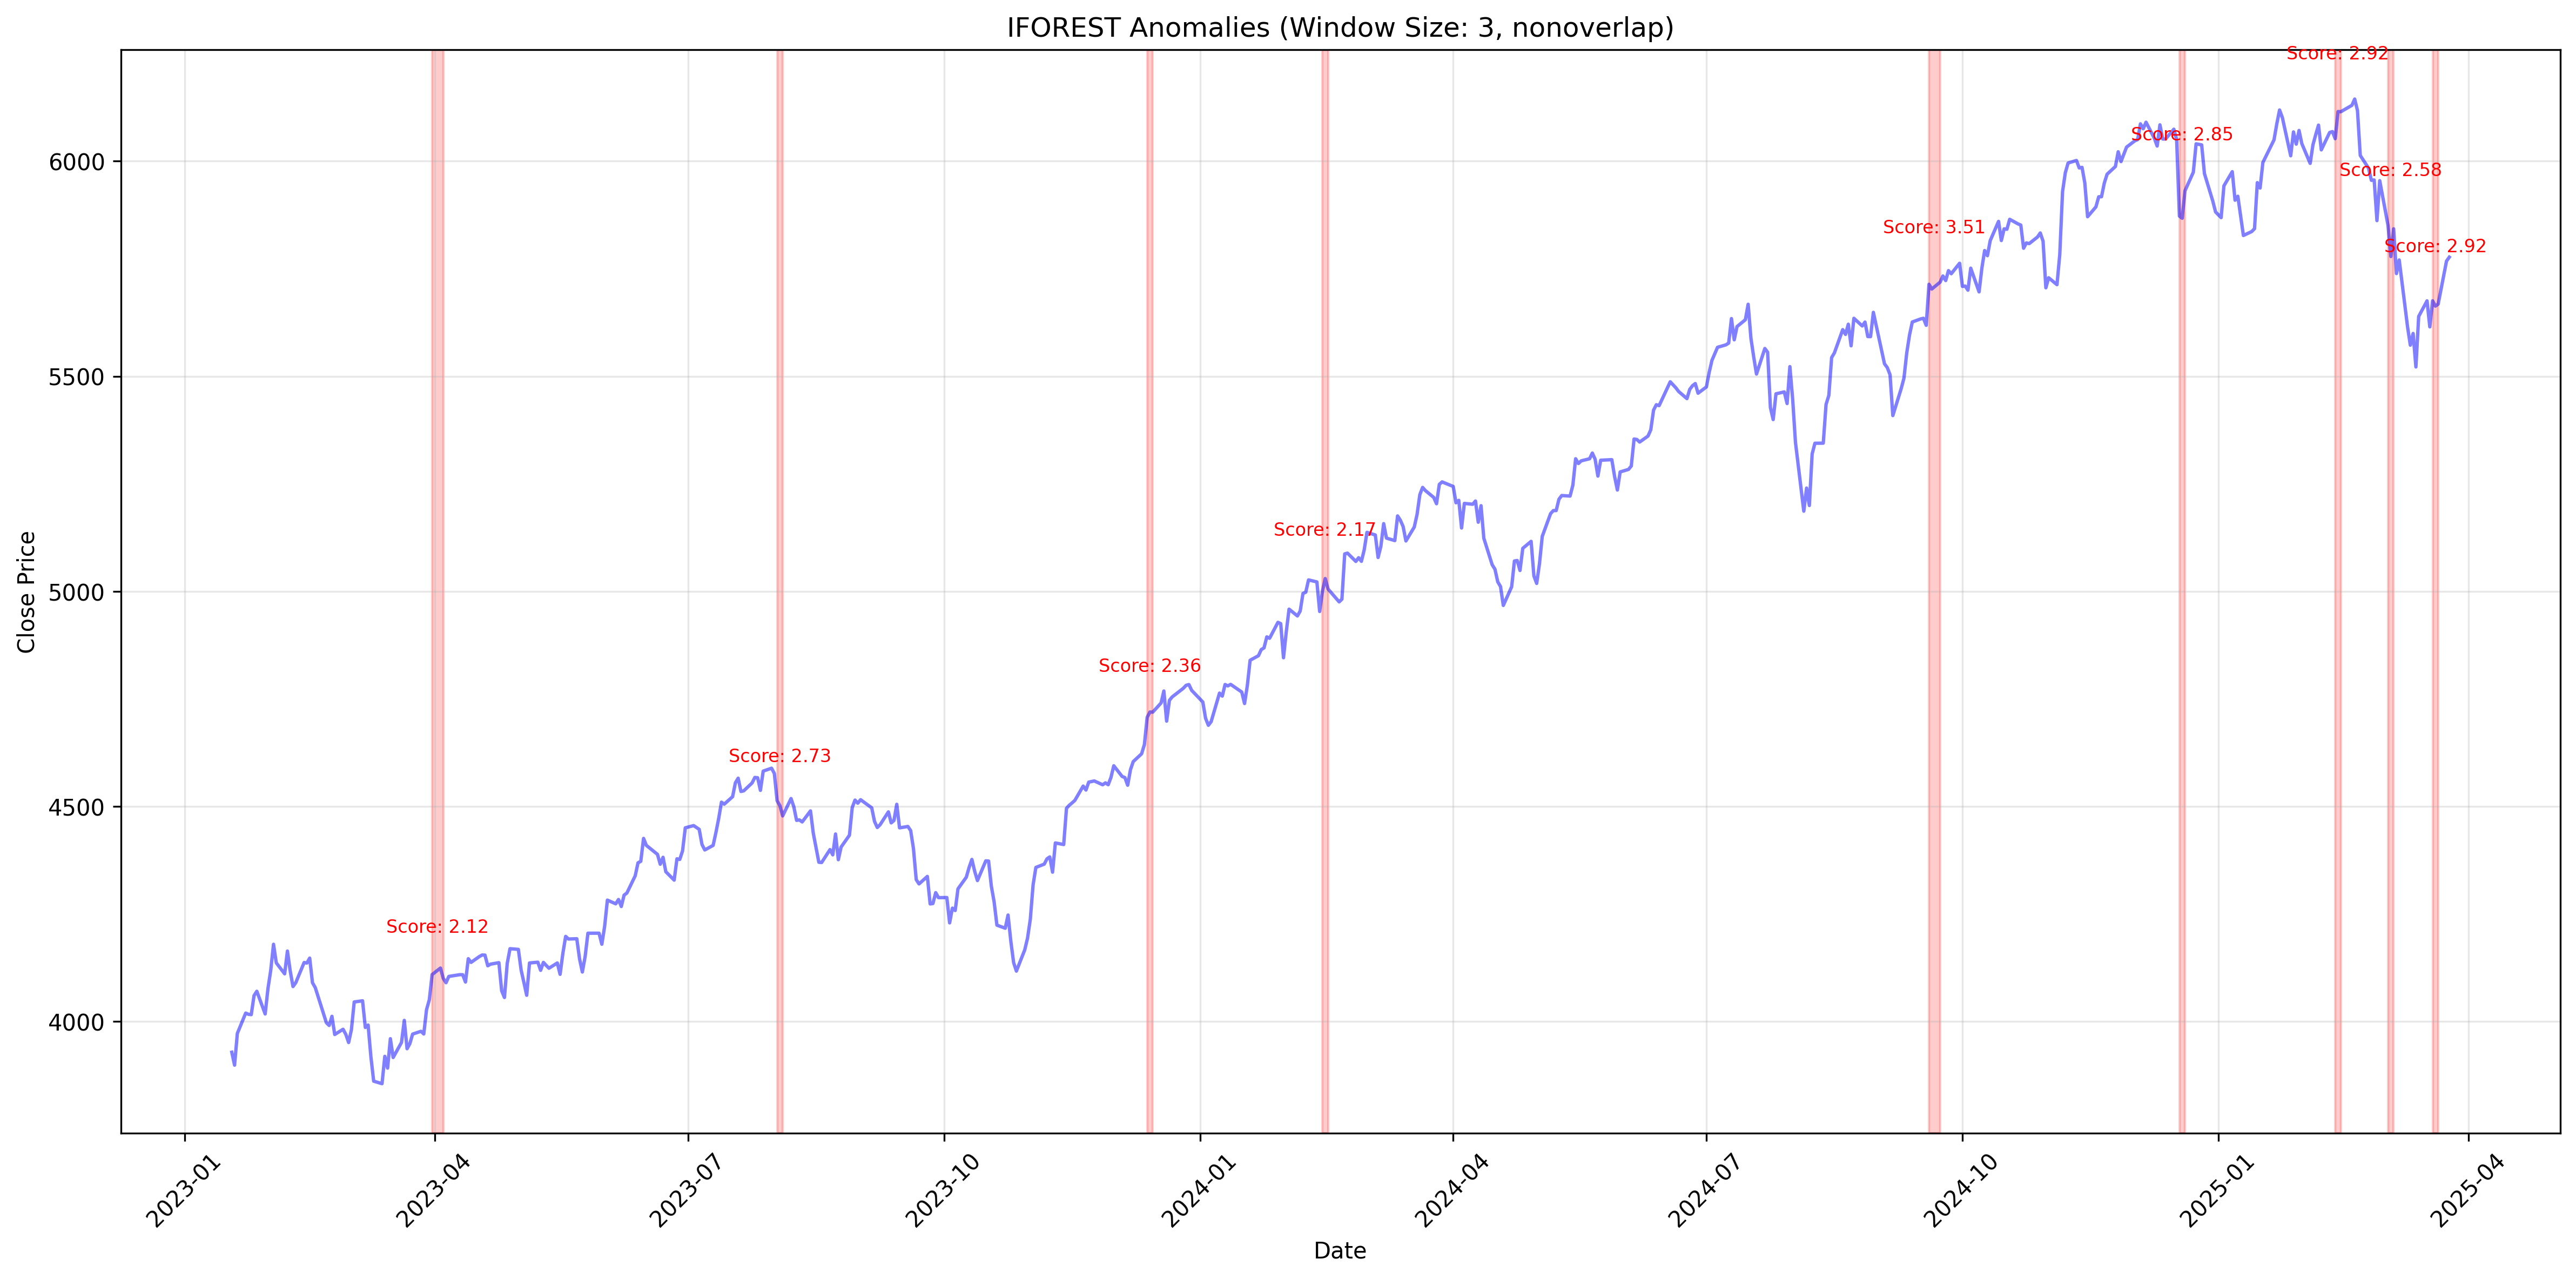 IFOREST Anomalies (Window Size: 3, nonoverlap)
Score: 2.92
Score: 2.85
Score: 2.58
Score: 3.51
Score: 2.92
Score: 2.17
Score: 2.36
Score: 2.73
Score: 2.12
Close Price
6000
5500
5000
4500
4000
2023-01
2023-04
2023-07
2023-10
2024-01
2024-04
2024-07
2024-10
2025-01
2025-04
Date